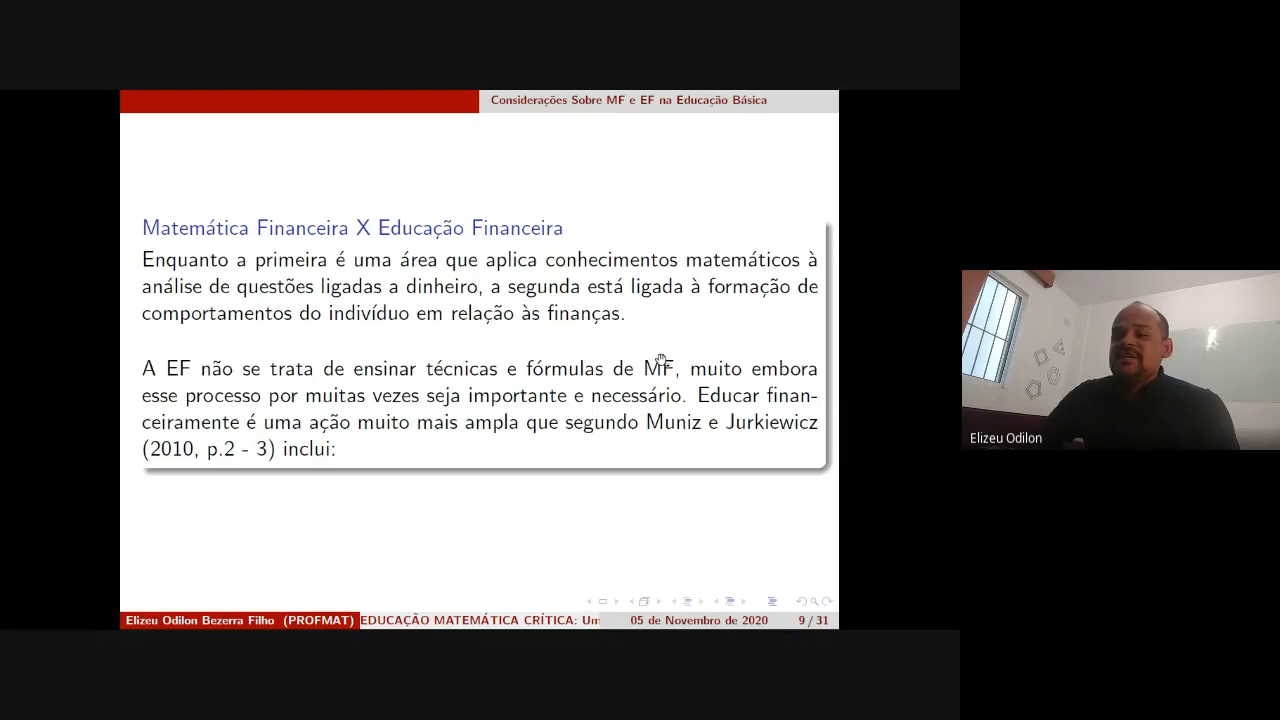 Considerações Sobre MF e EF na Educação Básica
Matemática Financeira X Educação Financeira
Enquanto a primeira é uma área que aplica conhecimentos matemáticos à
análise de questões ligadas a dinheiro, a segunda está ligada à formação de
comportamentos do indivíduo em relação às finanças.
A EF não se trata de ensinar técnicas e fórmulas de MF, muito embora
esse processo por muitas vezes seja importante e necessário. Educar finan-
ceiramente é uma ação muito mais ampla que segundo Muniz e Jurkiewicz
(2010, p.2 - 3) inclui:
Elizeu Odilon
Elizeu Odilon Bezerra Filho (PROFMAT) EDUCAÇÃO MATEMÁTICA CRÍTICA: Um 05 de Novembro de 2020 9 / 31